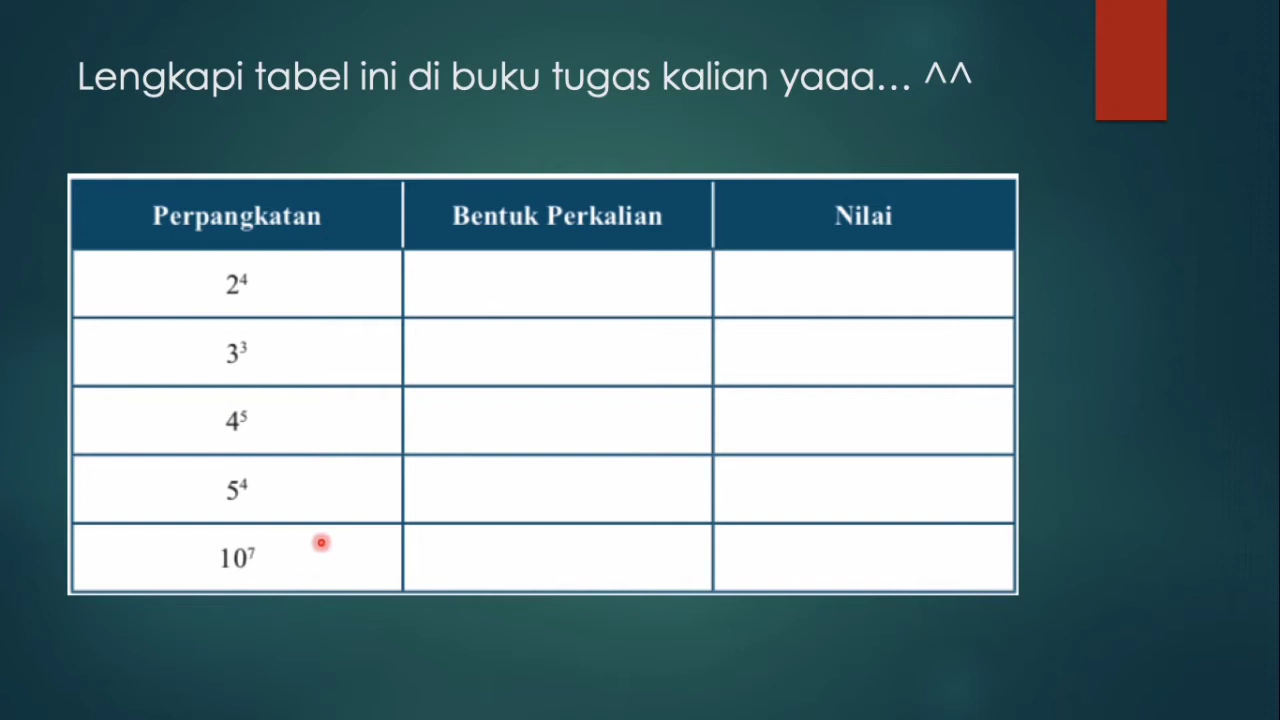 Lengkapi tabel ini di buku tugas kalian yaaa... ^^
Perpangkatan Bentuk Perkalian Nilai
2⁴
3³
4⁵
5⁴
10⁷